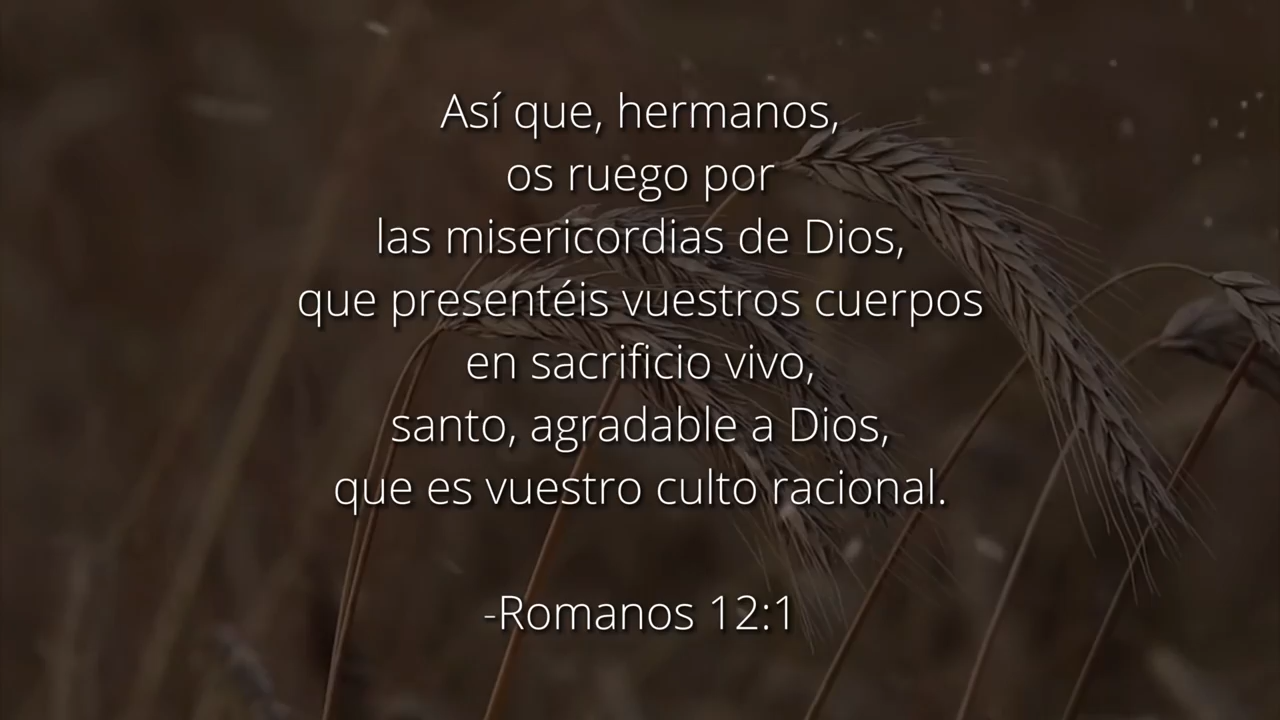 Así que, hermanos,
os ruego por
las misericordias de Dios,
que presentéis vuestros cuerpos
en sacrificio vivo,
santo, agradable a Dios,
que es vuestro culto racional.
-Romanos 12:1